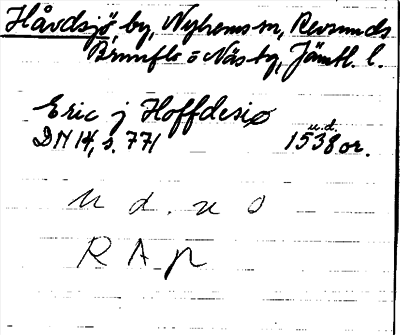 Håvdsjö, by, Nyhems sn, Revsunds
Brunflo o Näs tg, Jämtl. l.
Eric j Hoffdesiø
u.d.
DN 14, s. 771 1538 or.
u d. u o
R A p